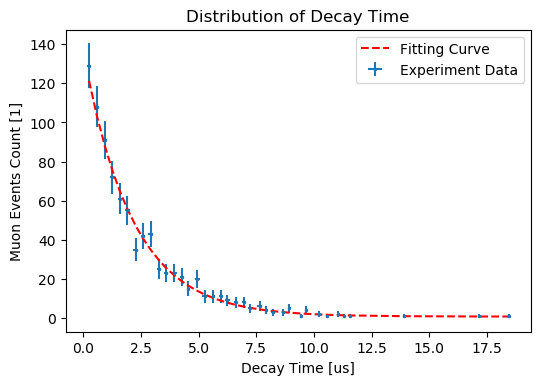 Distribution of Decay Time
Fitting Curve
Experiment Data
Muon Events Count [1]
140
120
100
80
60
40
20
0
0.0 2.5 5.0 7.5 10.0 12.5 15.0 17.5
Decay Time [us]